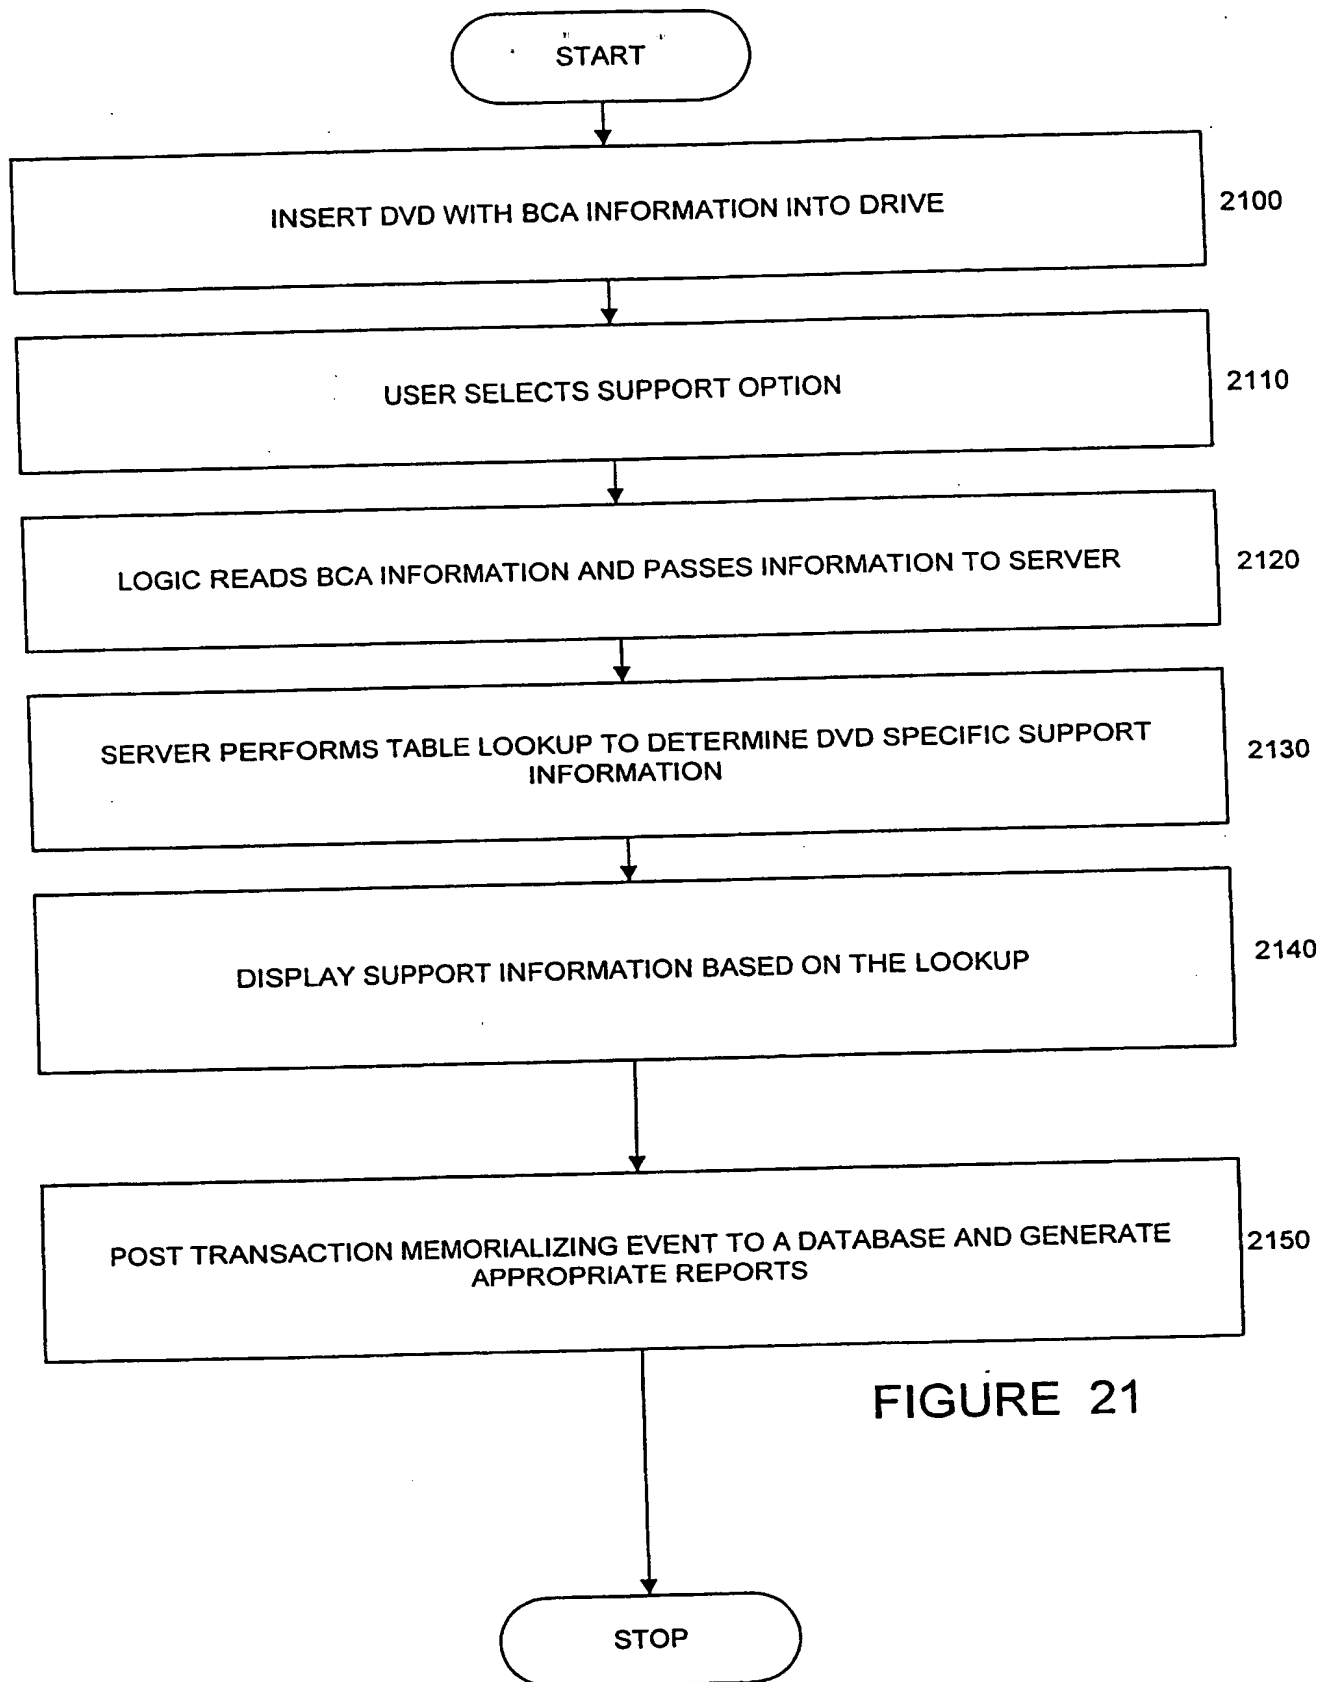 START
INSERT DVD WITH BCA INFORMATION INTO DRIVE
2100
USER SELECTS SUPPORT OPTION
2110
LOGIC READS BCA INFORMATION AND PASSES INFORMATION TO SERVER
2120
SERVER PERFORMS TABLE LOOKUP TO DETERMINE DVD SPECIFIC SUPPORT
INFORMATION
2130
DISPLAY SUPPORT INFORMATION BASED ON THE LOOKUP
2140
POST TRANSACTION MEMORIALIZING EVENT TO A DATABASE AND GENERATE
APPROPRIATE REPORTS
2150
FIGURE 21
STOP